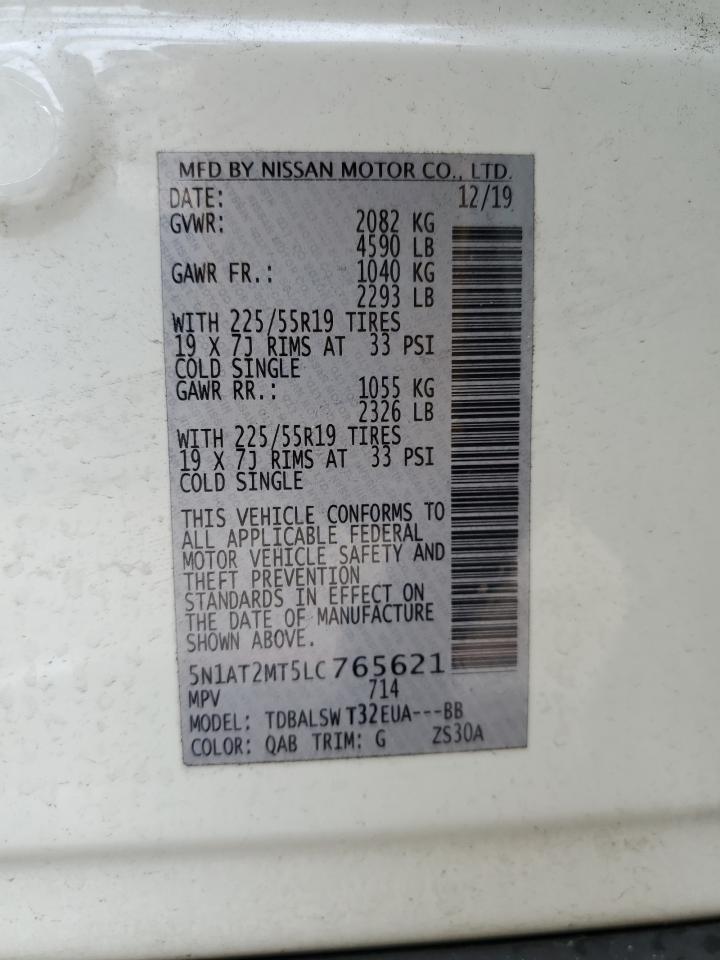 MFD BY NISSAN MOTOR CO., LTD.
DATE: 12/19
GVWR: 2082 KG
4590 LB
GAWR FR.: 1040 KG
2293 LB
WITH 225/55R19 TIRES
19 X 7J RIMS AT 33 PSI
COLD SINGLE
GAWR RR.: 1055 KG
2326 LB
WITH 225/55R19 TIRES
19 X 7J RIMS AT 33 PSI
COLD SINGLE
THIS VEHICLE CONFORMS TO
ALL APPLICABLE FEDERAL
MOTOR VEHICLE SAFETY AND
THEFT PREVENTION
STANDARDS IN EFFECT ON
THE DATE OF MANUFACTURE
SHOWN ABOVE.
5N1AT2MT5LC765621
MPV 714
MODEL: TDBALSW T32EUA---BB
COLOR: QAB TRIM: G ZS30A